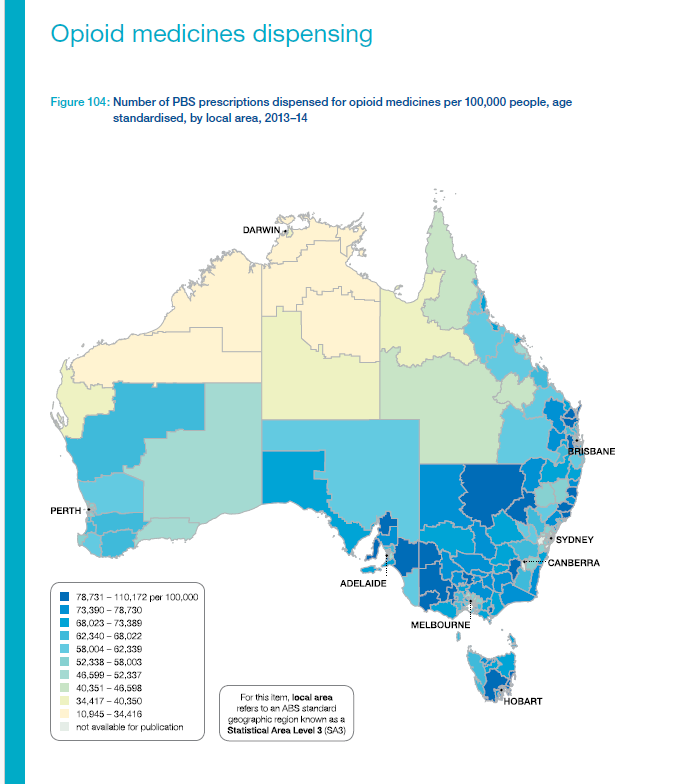 Opioid medicines dispensing
Figure 104: Number of PBS prescriptions dispensed for opioid medicines per 100,000 people, age
standardised, by local area, 2013–14
DARWIN
BRISBANE
PERTH
SYDNEY
CANBERRA
ADELAIDE
MELBOURNE
78,731 – 110,172 per 100,000
73,390 – 78,730
68,023 – 73,389
62,340 – 68,022
58,004 – 62,339
52,338 – 58,003
46,599 – 52,337
40,351 – 46,598
34,417 – 40,350
10,945 – 34,416
not available for publication
For this item, local area
refers to an ABS standard
geographic region known as a
Statistical Area Level 3 (SA3)
HOBART